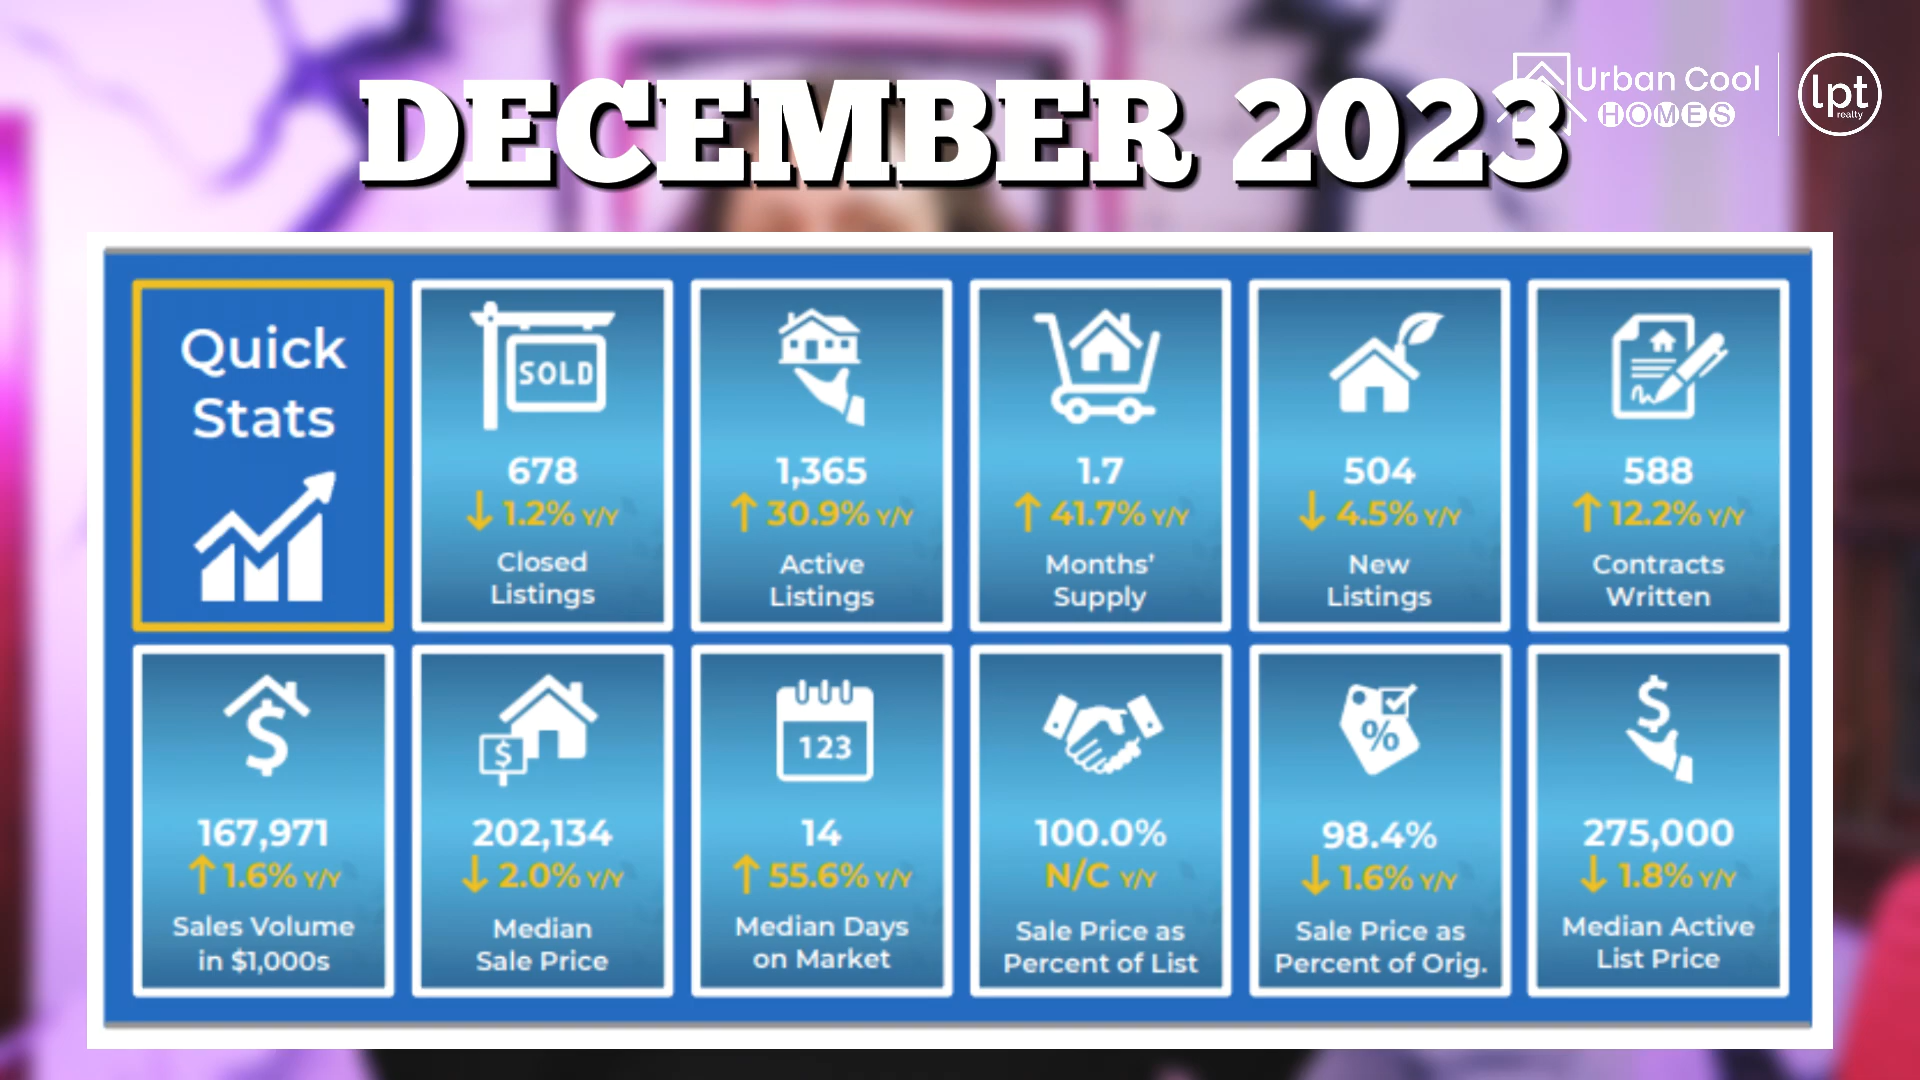 DECEMBER 2023
Urban Cool
HOMES
lpt
realty
Quick
Stats
SOLD
678
↓ 1.2% Y/Y
Closed
Listings
1,365
↑ 30.9% Y/Y
Active
Listings
1.7
↑ 41.7% Y/Y
Months'
Supply
504
↓ 4.5% Y/Y
New
Listings
588
↑ 12.2% Y/Y
Contracts
Written
$
167,971
↑ 1.6% Y/Y
Sales Volume
in $1,000s
$
202,134
↓ 2.0% Y/Y
Median
Sale Price
123
14
↑ 55.6% Y/Y
Median Days
on Market
100.0%
N/C Y/Y
Sale Price as
Percent of List
%
98.4%
↓ 1.6% Y/Y
Sale Price as
Percent of Orig.
$
275,000
↓ 1.8% Y/Y
Median Active
List Price